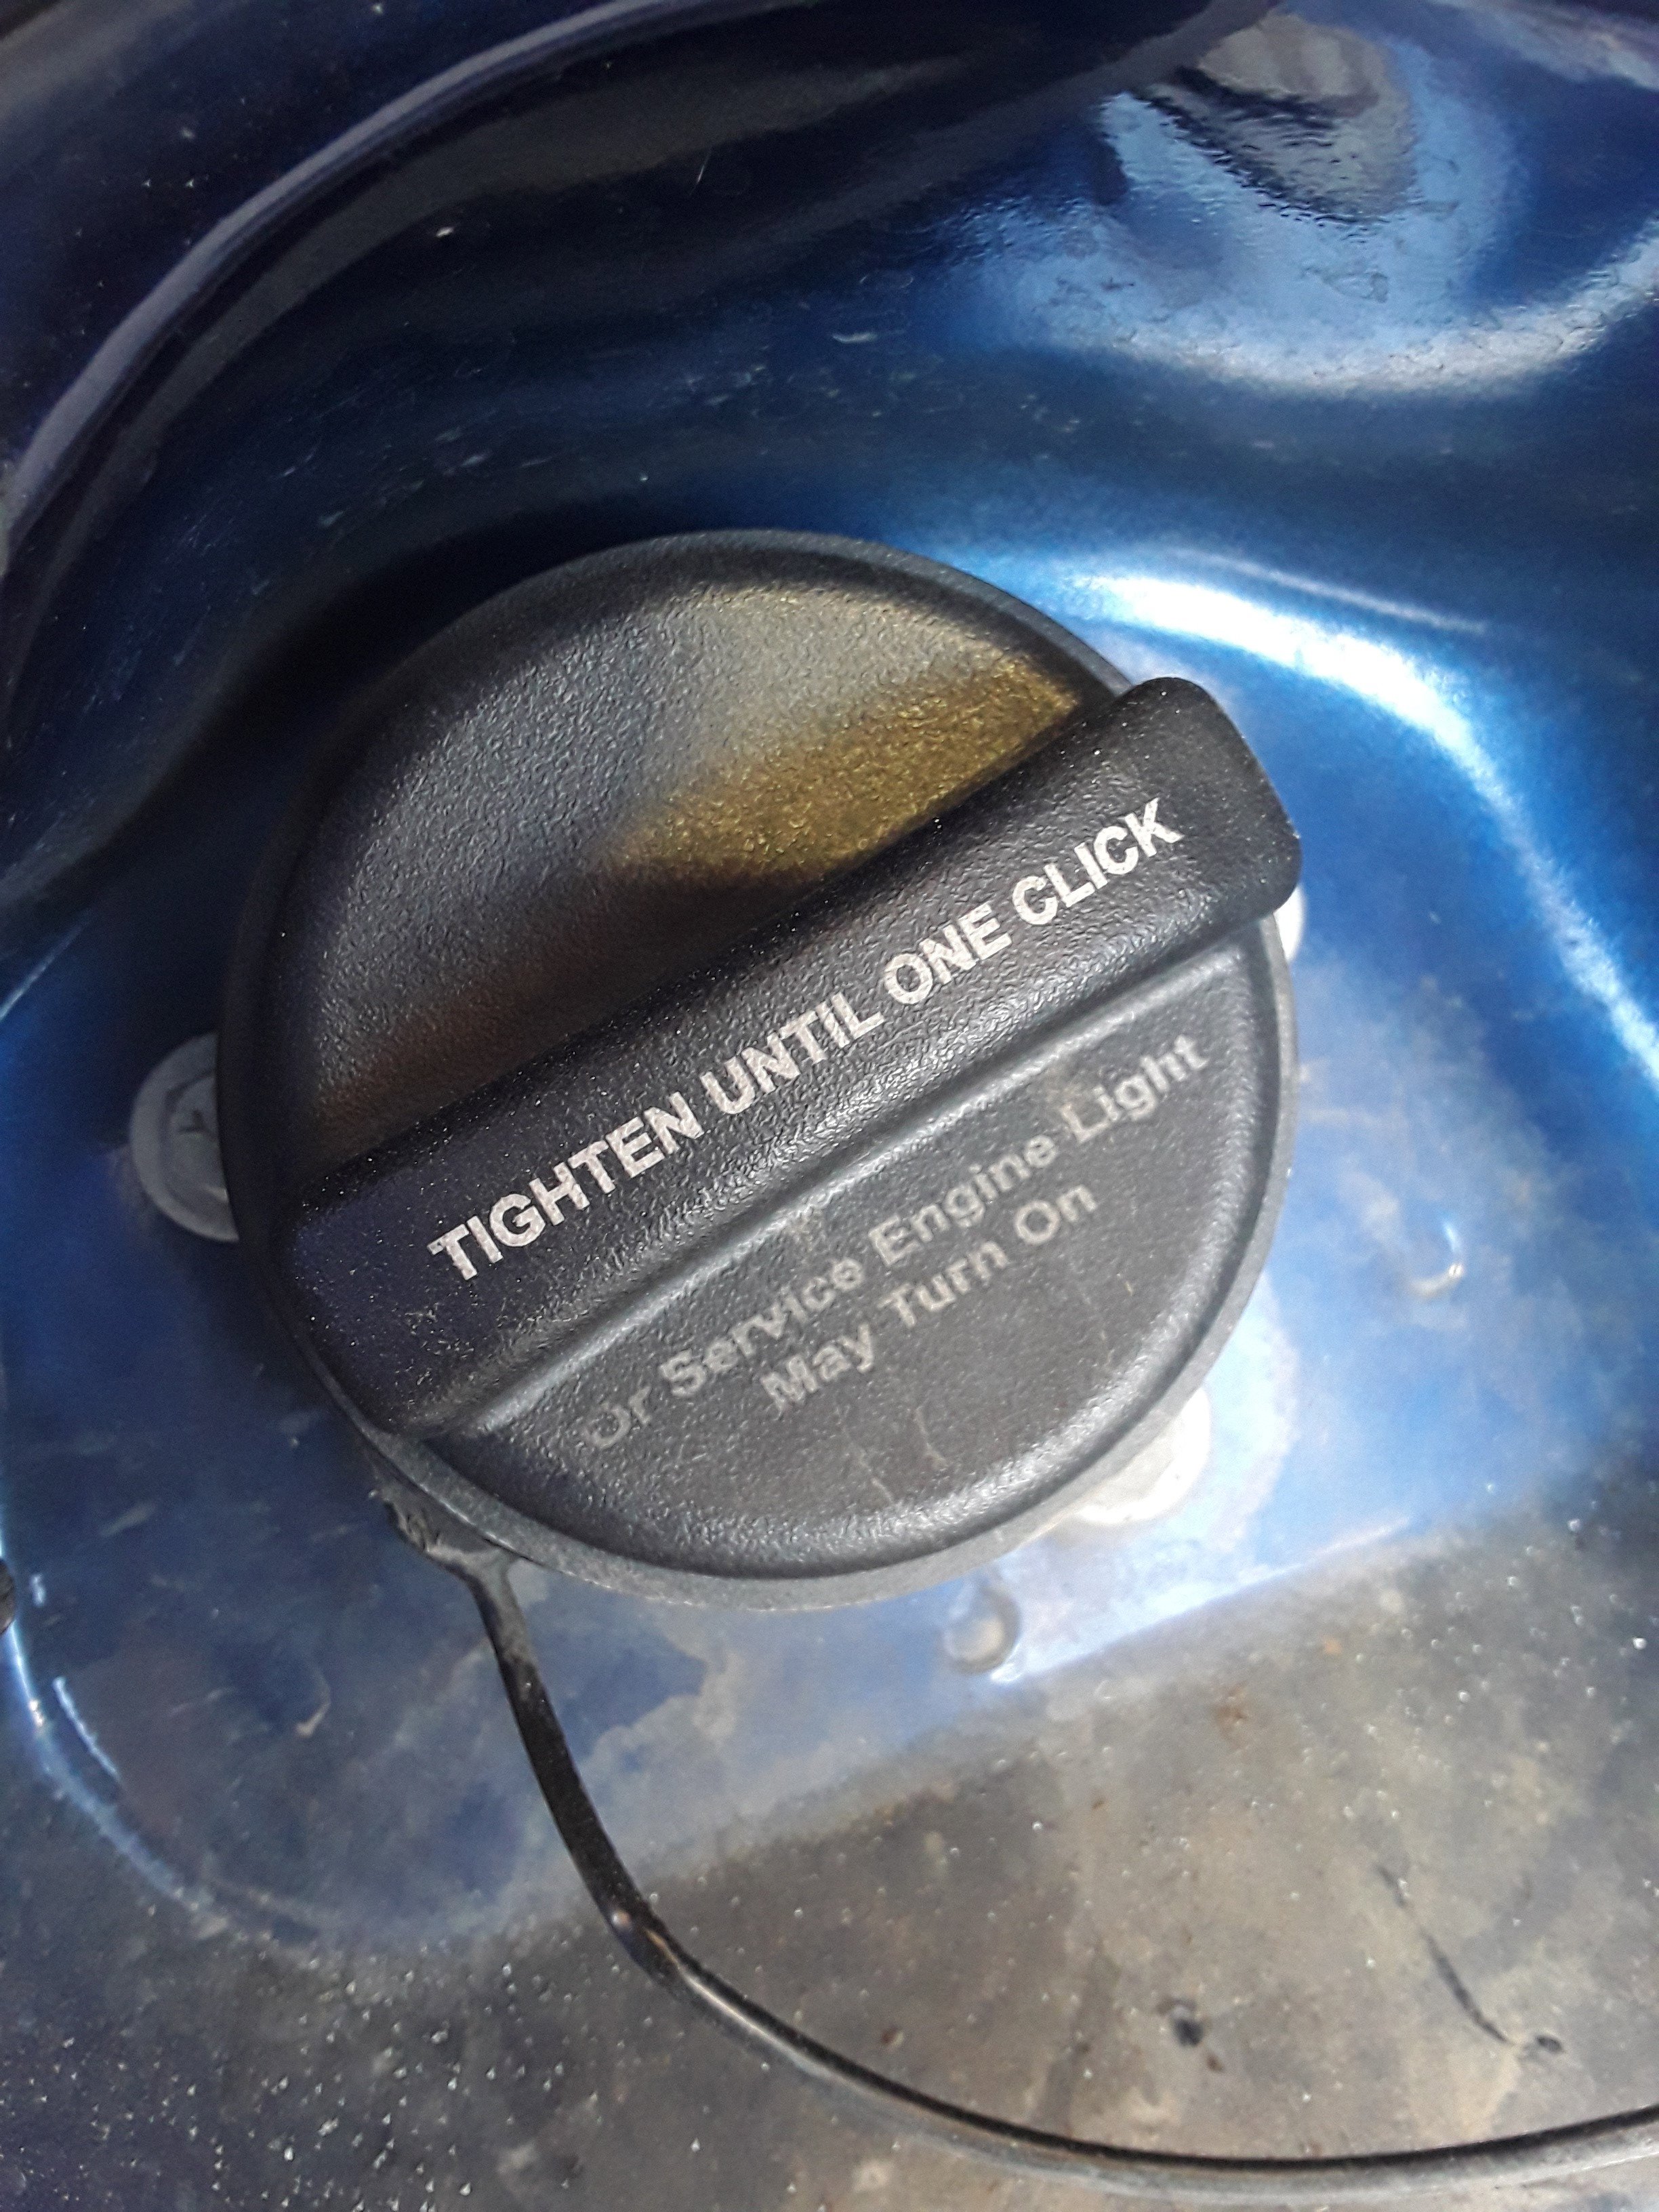 TIGHTEN UNTIL ONE CLICK
Or Service Engine Light
May Turn On